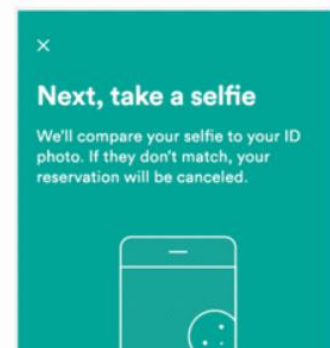 Next, take a selfie
We'll compare your selfie to your ID
photo. If they don't match, your
reservation will be canceled.